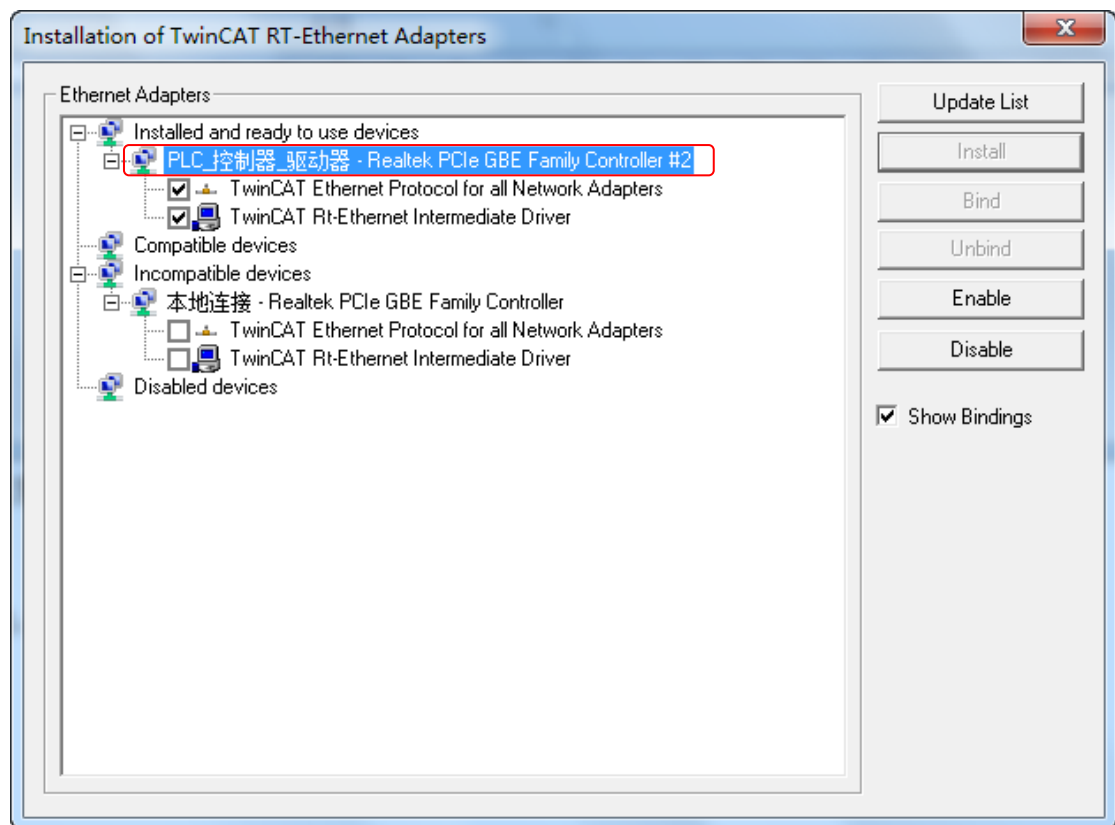 Installation of TwinCAT RT-Ethernet Adapters
x
Ethernet Adapters
Installed and ready to use devices
PLC_控制器_驱动器 - Realtek PCIe GBE Family Controller #2
TwinCAT Ethernet Protocol for all Network Adapters
TwinCAT Rt-Ethernet Intermediate Driver
Compatible devices
Incompatible devices
本地连接 - Realtek PCIe GBE Family Controller
TwinCAT Ethernet Protocol for all Network Adapters
TwinCAT Rt-Ethernet Intermediate Driver
Disabled devices
Update List
Install
Bind
Unbind
Enable
Disable
Show Bindings